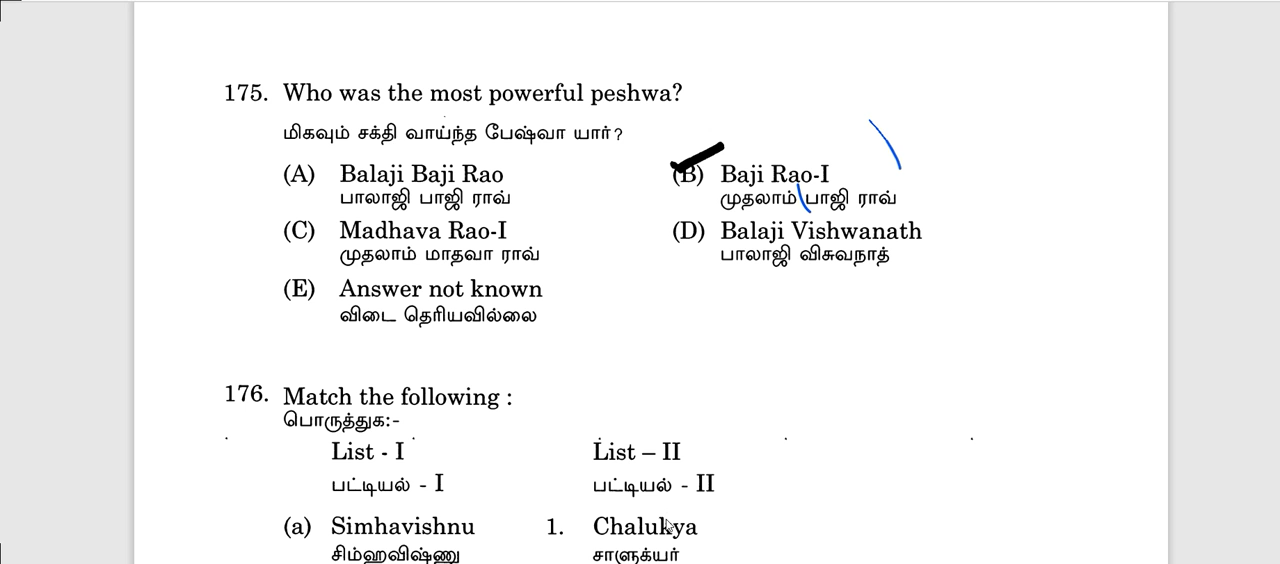 175. Who was the most powerful peshwa?
மிகவும் சக்தி வாய்ந்த பேஷ்வா யார்?
(A) Balaji Baji Rao (B) Baji Rao-I
பாலாஜி பாஜி ராவ் முதலாம் பாஜி ராவ்
(C) Madhava Rao-I (D) Balaji Vishwanath
முதலாம் மாதவா ராவ் பாலாஜி விசுவநாத்
(E) Answer not known
விடை தெரியவில்லை
176. Match the following :
பொருத்துக:-
List - I List – II
பட்டியல் - I பட்டியல் - II
(a) Simhavishnu 1. Chalukya
சிம்ஹவிஷ்ணு சாளுக்யர்